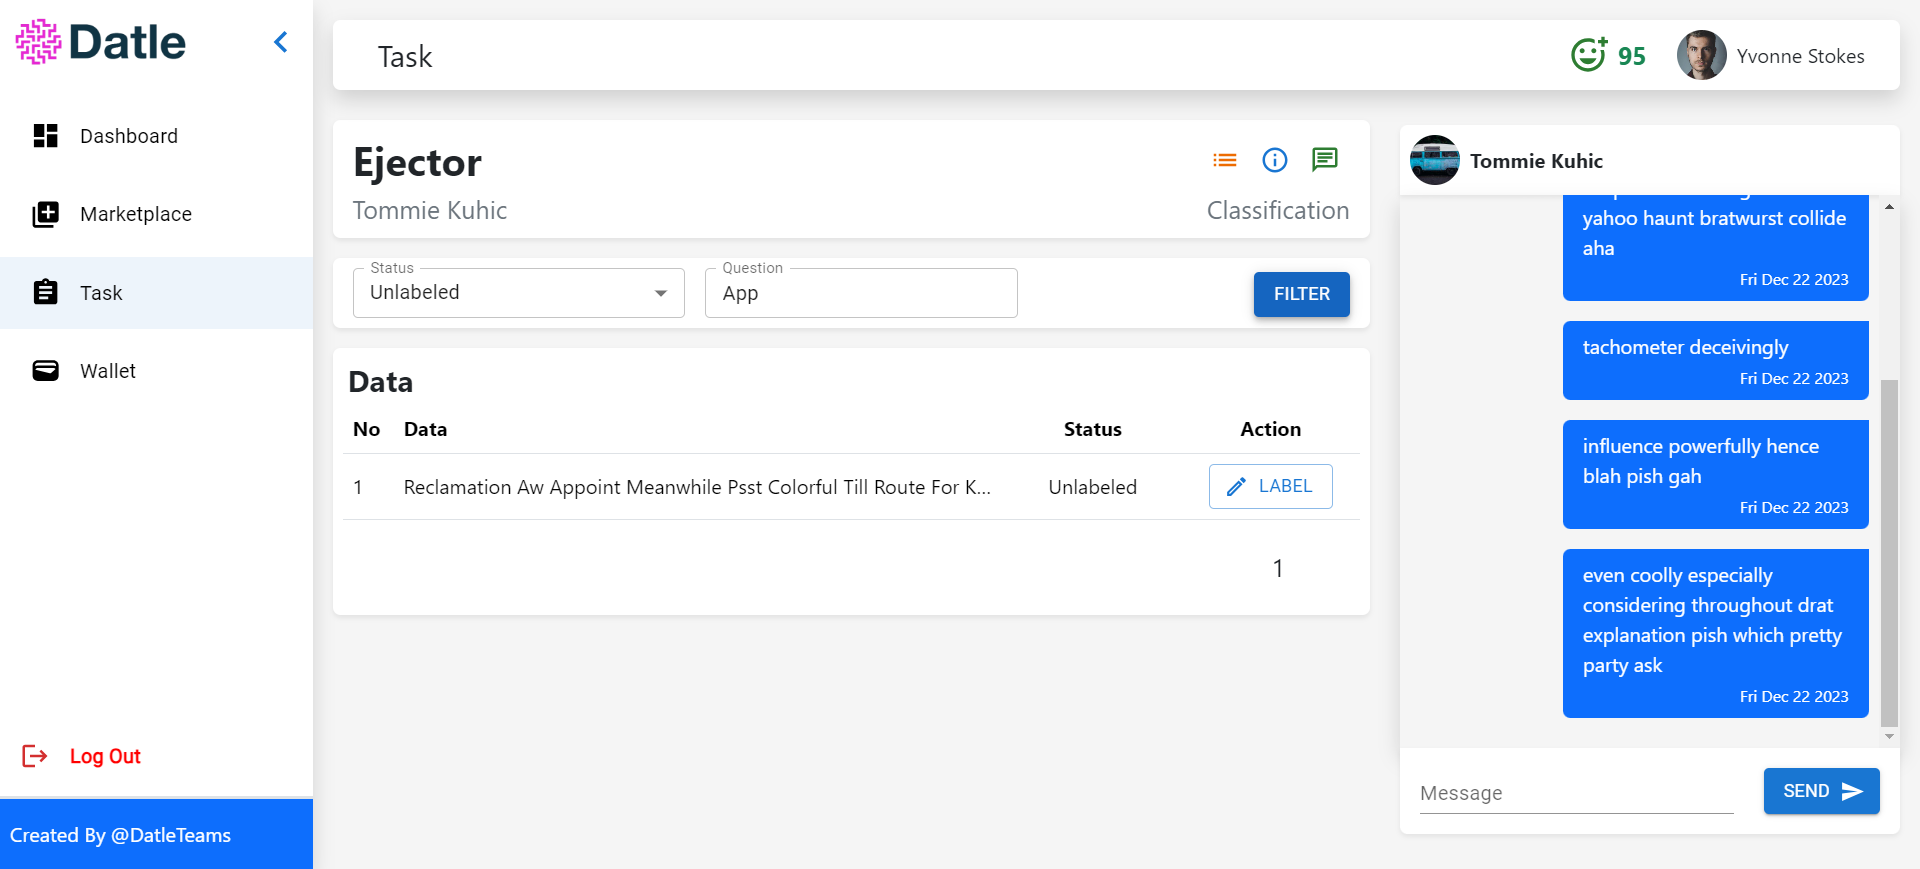 Datle
Dashboard
Marketplace
Task
Wallet
Log Out
Created By @DatleTeams
Task
95
Yvonne Stokes
Ejector
Tommie Kuhic
Classification
Status
Unlabeled
Question
App
FILTER
Data
No Data Status Action
1 Reclamation Aw Appoint Meanwhile Psst Colorful Till Route For K... Unlabeled LABEL
1
Tommie Kuhic
yahoo haunt bratwurst collide
aha
Fri Dec 22 2023
tachometer deceivingly
Fri Dec 22 2023
influence powerfully hence
blah pish gah
Fri Dec 22 2023
even coolly especially
considering throughout drat
explanation pish which pretty
party ask
Fri Dec 22 2023
Message
SEND